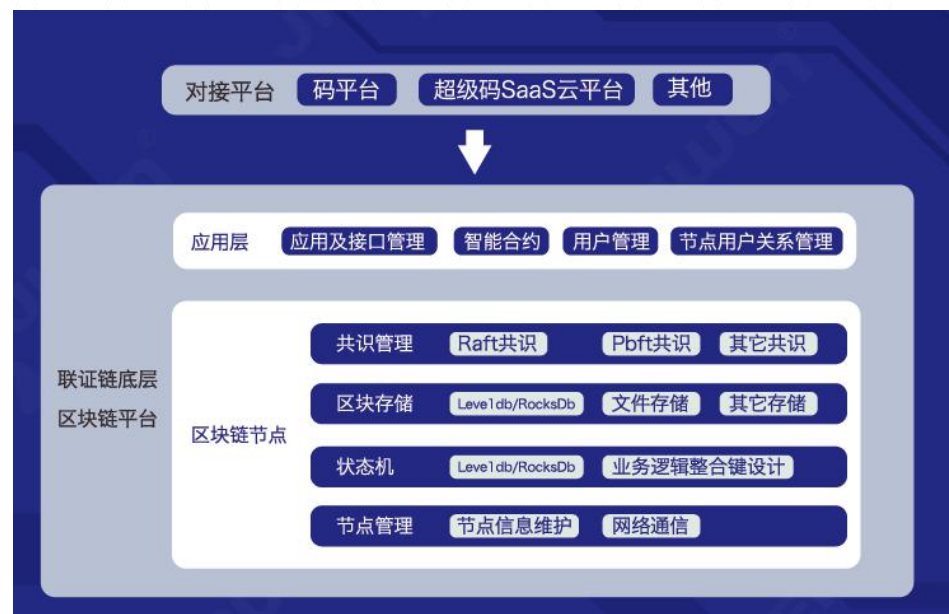 对接平台 码平台 超级码SaaS云平台 其他
应用层 应用及接口管理 智能合约 用户管理 节点用户关系管理
联证链底层
区块链平台
区块链节点
共识管理 Raft共识 Pbft共识 其它共识
区块存储 Leveldb/RocksDb 文件存储 其它存储
状态机 Leveldb/RocksDb 业务逻辑整合键设计
节点管理 节点信息维护 网络通信